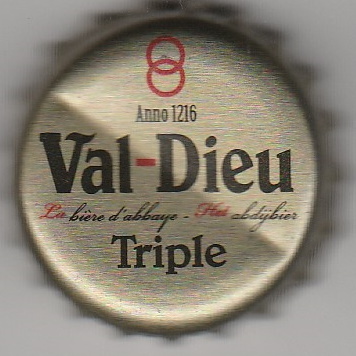 Anno 1216
Val-Dieu
La bière d'abbaye - Het abdijbier
Triple